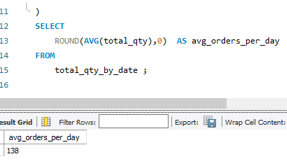 11 )
12 SELECT
13 ROUND(AVG(total_qty),0) AS avg_orders_per_day
14 FROM
15 total_qty_by_date ;
16
esult Grid Filter Rows: Export: Wrap Cell Content:
avg_orders_per_day
138